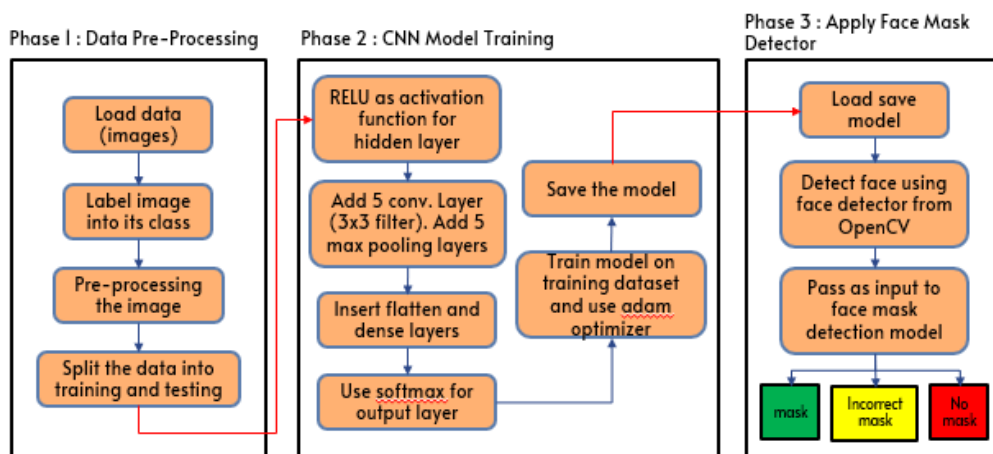 Phase 1 : Data Pre-Processing
Load data
(images)
Label image
into its class
Pre-processing
the image
Split the data into
training and testing
Phase 2 : CNN Model Training
RELU as activation
function for
hidden layer
Add 5 conv. Layer
(3x3 filter). Add 5
max pooling layers
Insert flatten and
dense layers
Use softmax for
output layer
Train model on
training dataset
and use adam
optimizer
Save the model
Phase 3 : Apply Face Mask
Detector
Load save
model
Detect face using
face detector from
OpenCV
Pass as input to
face mask
detection model
mask
Incorrect
mask
No
mask